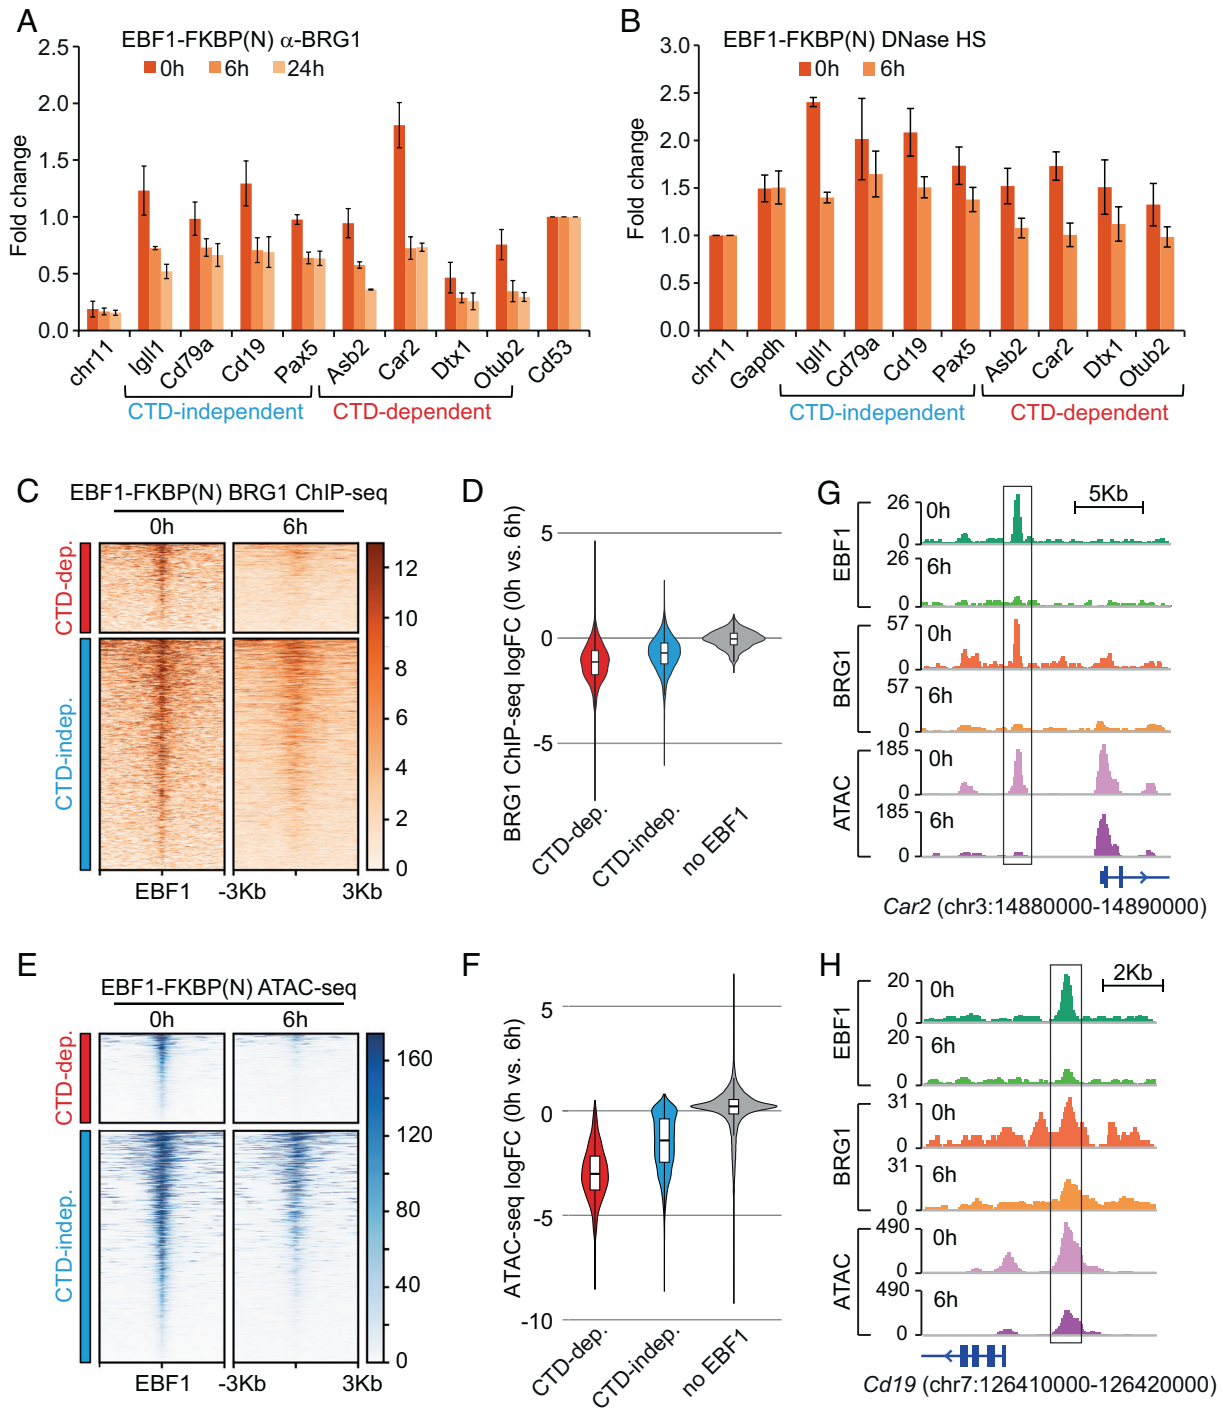 A
EBF1-FKBP(N) α-BRG1
0h 6h 24h
Fold change
2.5
2.0
1.5
1.0
0.5
0.0
chr11 Igll1 Cd79a Cd19 Pax5 Asb2 Car2 Dtx1 Otub2 Cd53
CTD-independent CTD-dependent
B
EBF1-FKBP(N) DNase HS
0h 6h
Fold change
3.0
2.5
2.0
1.5
1.0
0.5
0.0
chr11 Gapdh Igll1 Cd79a Cd19 Pax5 Asb2 Car2 Dtx1 Otub2
CTD-independent CTD-dependent
C
EBF1-FKBP(N) BRG1 ChIP-seq
0h 6h
CTD-dep.
CTD-indep.
12
10
8
6
4
2
0
EBF1 -3Kb 3Kb
D
BRG1 ChIP-seq logFC (0h vs. 6h)
5
0
-5
CTD-dep. CTD-indep. no EBF1
G
5Kb
EBF1
26
0h
0
26
6h
0
BRG1
57
0h
0
57
6h
0
ATAC
185
0h
0
185
6h
0
Car2 (chr3:14880000-14890000)
E
EBF1-FKBP(N) ATAC-seq
0h 6h
CTD-dep.
CTD-indep.
160
120
80
40
0
EBF1 -3Kb 3Kb
F
ATAC-seq logFC (0h vs. 6h)
5
0
-5
-10
CTD-dep. CTD-indep. no EBF1
H
2Kb
EBF1
20
0h
0
20
6h
0
BRG1
31
0h
0
31
6h
0
ATAC
490
0h
0
490
6h
0
Cd19 (chr7:126410000-126420000)